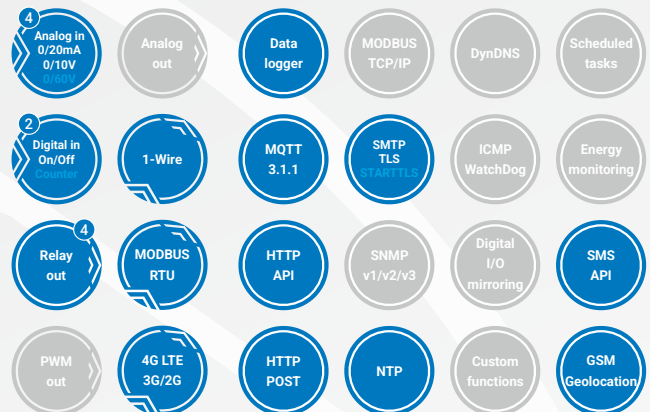 4
Analog in
0/20mA
0/10V
0/60V
Analog
out
Data
logger
MODBUS
TCP/IP
DynDNS
Scheduled
tasks
2
Digital in
On/Off
Counter
1-Wire
MQTT
3.1.1
SMTP
TLS
STARTTLS
ICMP
WatchDog
Energy
monitoring
4
Relay
out
MODBUS
RTU
HTTP
API
SNMP
v1/v2/v3
Digital
I/O
mirroring
SMS
API
PWM
out
4G LTE
3G/2G
HTTP
POST
NTP
Custom
functions
GSM
Geolocation